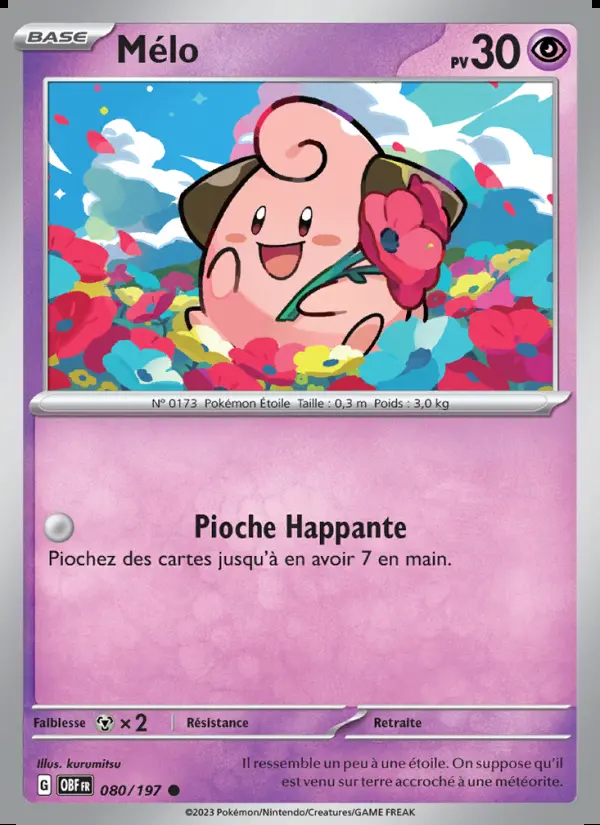 BASE
Mélo
PV 30
N° 0173 Pokémon Étoile Taille : 0,3 m Poids : 3,0 kg
Pioche Happante
Piochez des cartes jusqu'à en avoir 7 en main.
Faiblesse ×2 Résistance Retraite
Illus. kurumitsu
Il ressemble un peu à une étoile. On suppose qu'il
est venu sur terre accroché à une météorite.
G OBF FR 080/197
©2023 Pokémon/Nintendo/Creatures/GAME FREAK